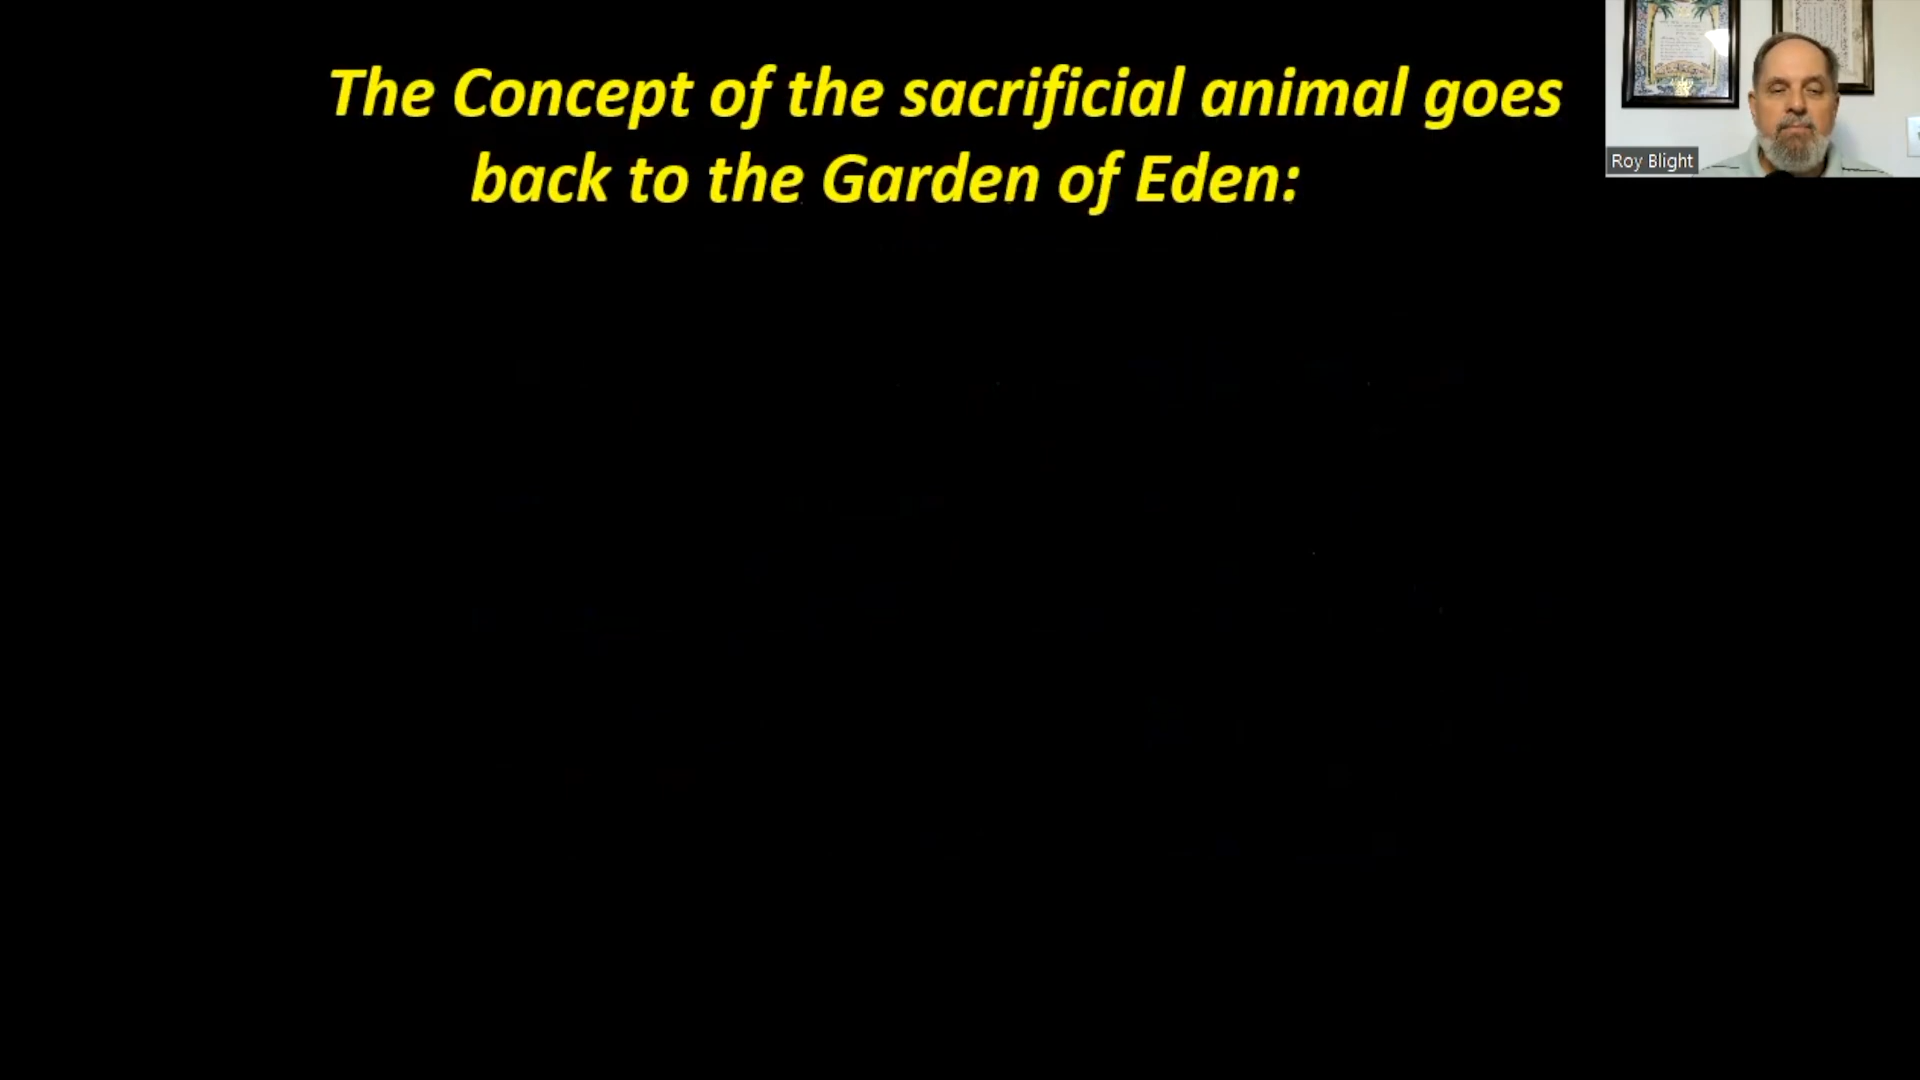 The Concept of the sacrificial animal goes
back to the Garden of Eden:
Roy Blight